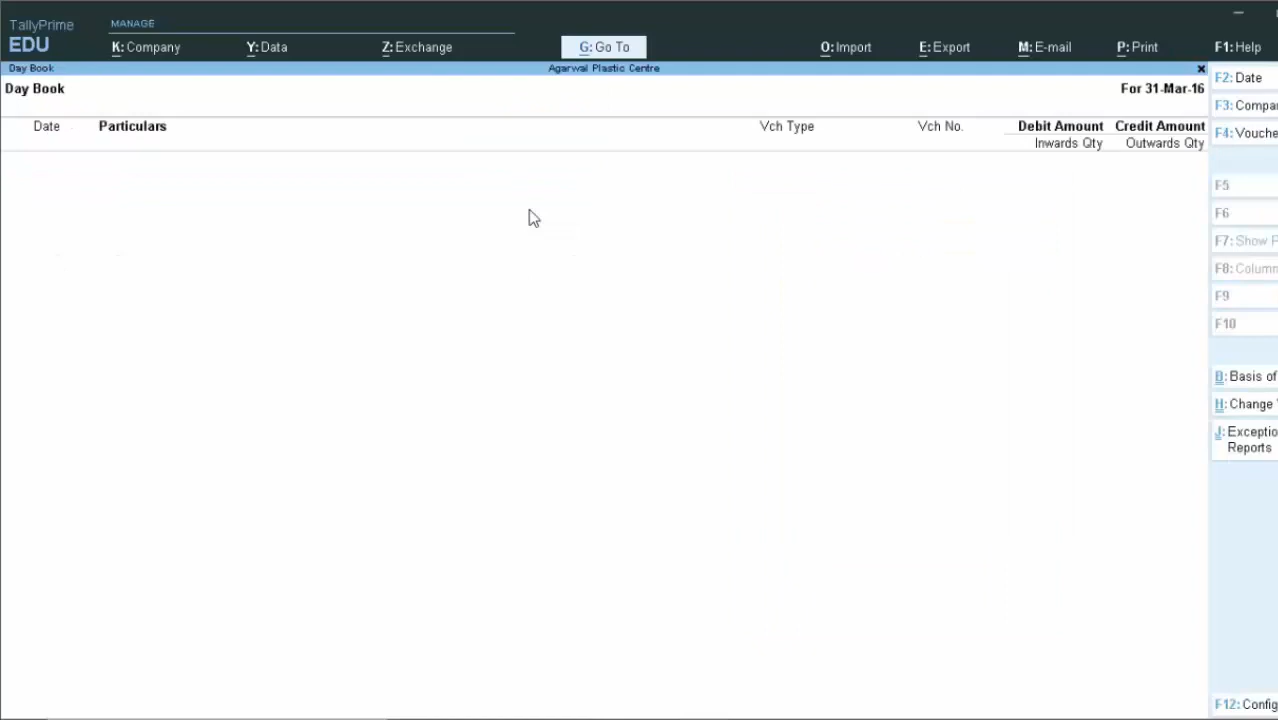 TallyPrime
EDU
MANAGE
K: Company
Y: Data
Z: Exchange
G: Go To
O: Import
E: Export
M: E-mail
P: Print
F1: Help
Day Book
Agarwal Plastic Centre
Day Book
For 31-Mar-16
Date
Particulars
Vch Type
Vch No.
Debit Amount
Credit Amount
Inwards Qty
Outwards Qty
F2: Date
F3: Compa
F4: Vouche
F5
F6
F7: Show P
F8: Column
F9
F10
B: Basis of
H: Change
J: Exceptio
Reports
F12: Config